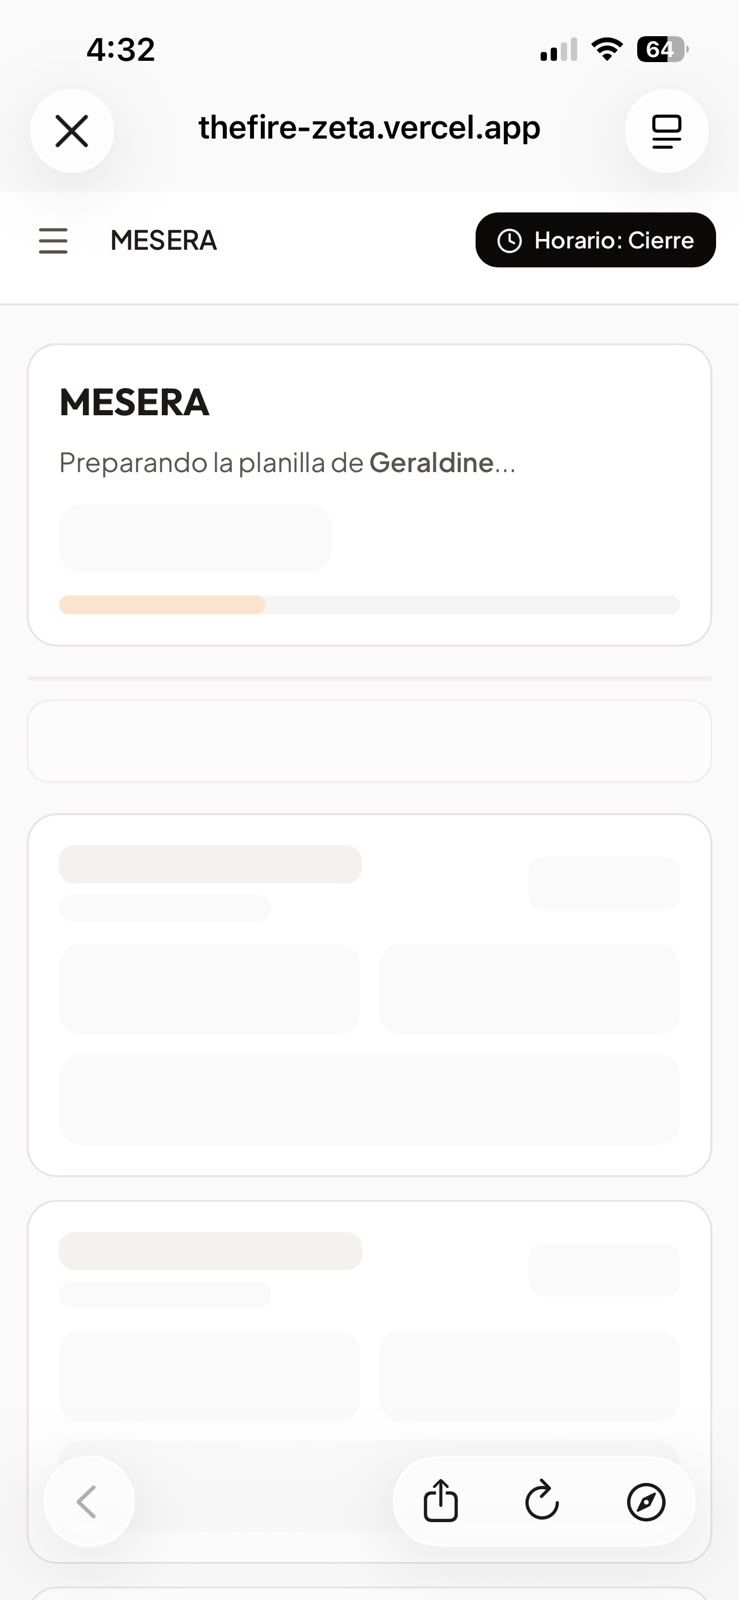 4:32
64
thefire-zeta.vercel.app
MESERA
Horario: Cierre
MESERA
Preparando la planilla de Geraldine...